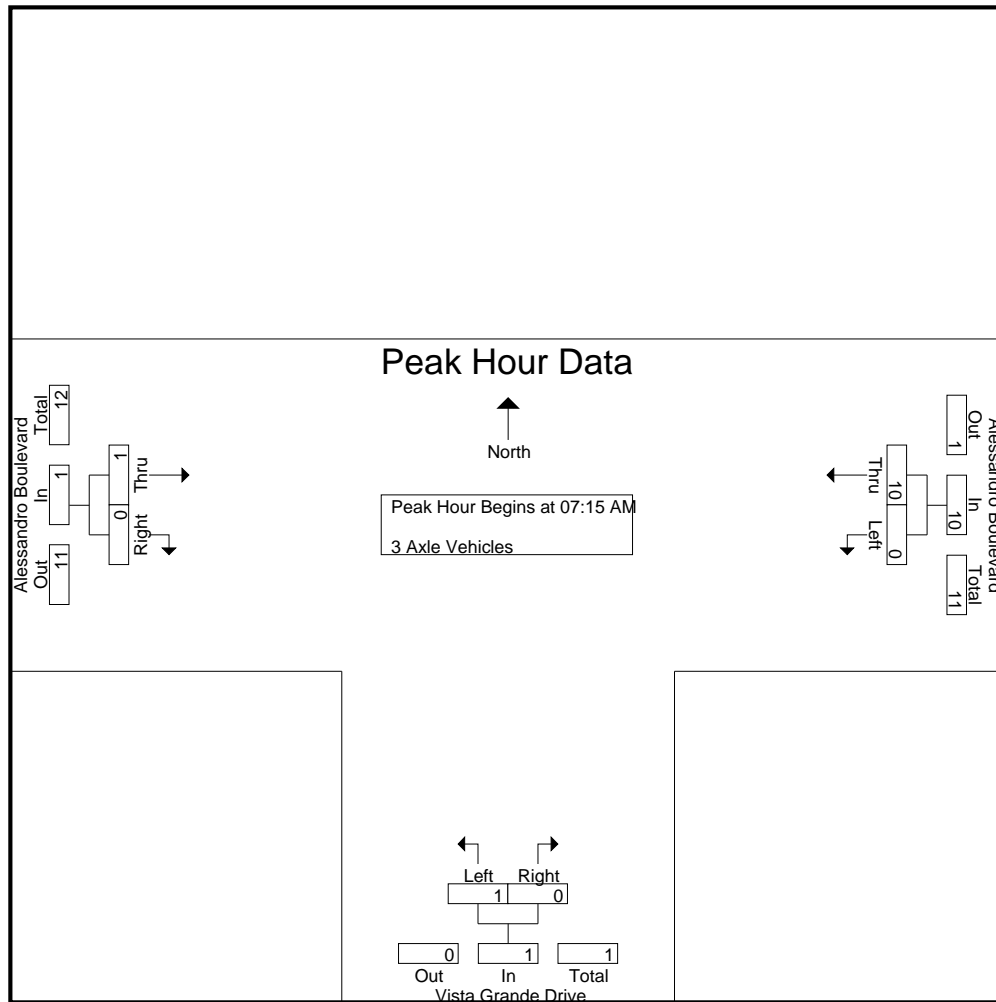 Peak Hour Data
North
Peak Hour Begins at 07:15 AM
3 Axle Vehicles
Alessandro Boulevard
Total
12
In
1
Out
11
Thru
1
Right
0
Alessandro Boulevard
Out
1
In
10
Total
11
Thru
10
Left
0
Left Right
1 0
0 1 1
Out In Total
Vista Grande Drive